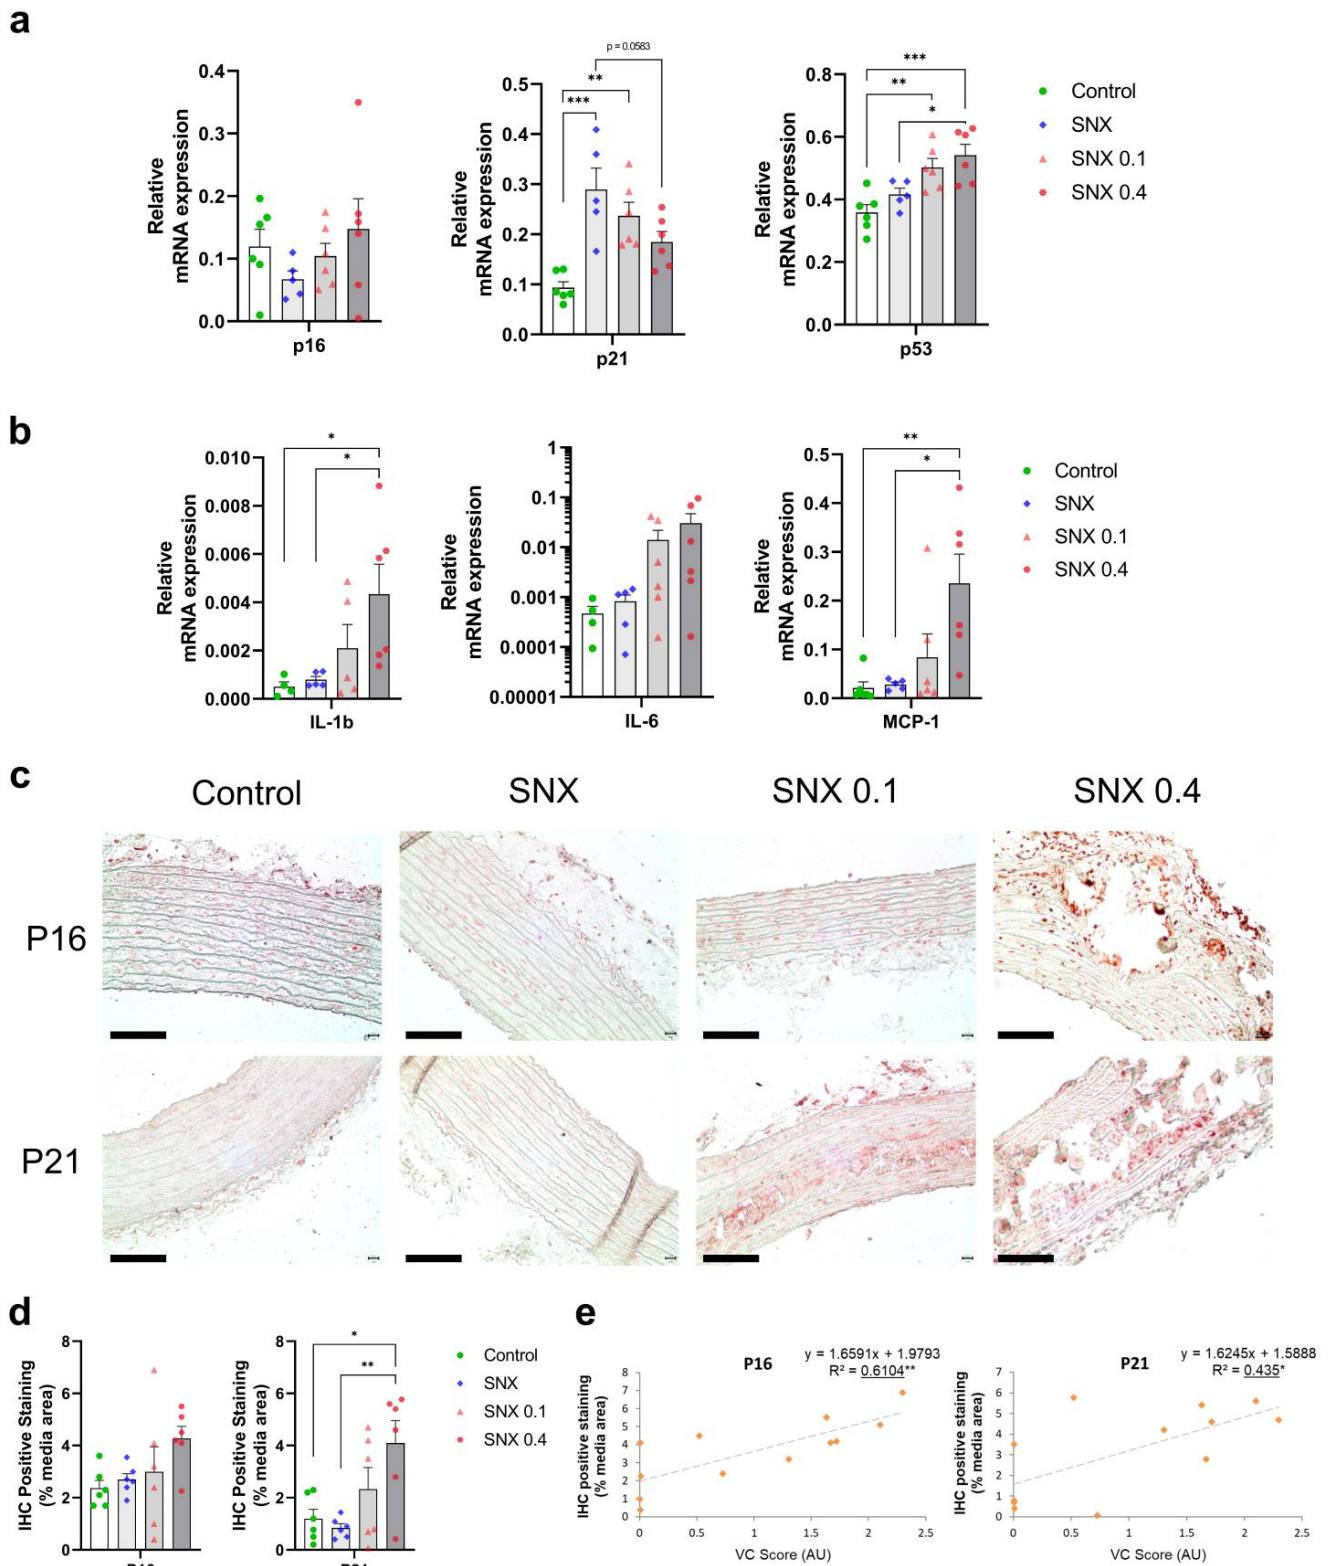 a
Relative
mRNA expression
0.4
0.3
0.2
0.1
0.0
p16
Relative
mRNA expression
0.5
0.4
0.3
0.2
0.1
0.0
p = 0.0583
**
***
p21
Relative
mRNA expression
0.8
0.6
0.4
0.2
0.0
***
**
*
p53
Control
SNX
SNX 0.1
SNX 0.4
b
Relative
mRNA expression
0.010
0.008
0.006
0.004
0.002
0.000
*
*
IL-1b
Relative
mRNA expression
1
0.1
0.01
0.001
0.0001
0.00001
IL-6
Relative
mRNA expression
0.5
0.4
0.3
0.2
0.1
0.0
**
*
MCP-1
Control
SNX
SNX 0.1
SNX 0.4
c
Control SNX SNX 0.1 SNX 0.4
P16
P21
d
IHC Positive Staining
(% media area)
8
6
4
2
0
IHC Positive Staining
(% media area)
8
6
4
2
0
*
**
Control
SNX
SNX 0.1
SNX 0.4
e
P16
y = 1.6591x + 1.9793
R² = 0.6104**
IHC positive staining
(% media area)
8
7
6
5
4
3
2
1
0
0 0.5 1 1.5 2 2.5
VC Score (AU)
P21
y = 1.6245x + 1.5888
R² = 0.435*
IHC positive staining
(% media area)
7
6
5
4
3
2
1
0
0 0.5 1 1.5 2 2.5
VC Score (AU)